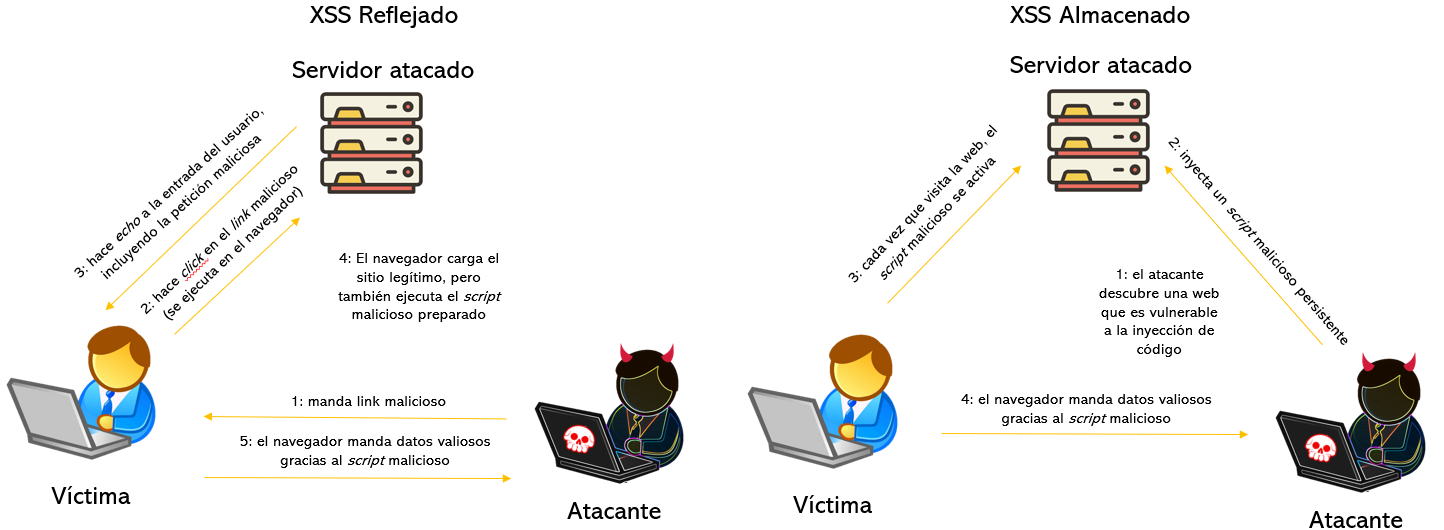 XSS Reflejado
Servidor atacado
3: hace echo a la entrada del usuario,
incluyendo la petición maliciosa
2: hace click en el link malicioso
(se ejecuta en el navegador)
4: El navegador carga el
sitio legítimo, pero
también ejecuta el script
malicioso preparado
1: manda link malicioso
5: el navegador manda datos valiosos
gracias al script malicioso
Víctima
Atacante
XSS Almacenado
Servidor atacado
3: cada vez que visita la web, el
script malicioso se activa
2: inyecta un script malicioso persistente
1: el atacante
descubre una web
que es vulnerable
a la inyección de
código
4: el navegador manda datos valiosos
gracias al script malicioso
Víctima
Atacante